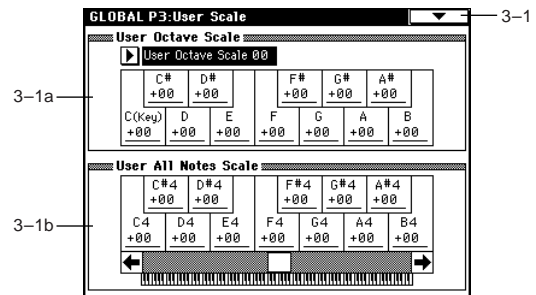 GLOBAL P3:User Scale
3–1
User Octave Scale
User Octave Scale 00
C# D# F# G# A#
+00 +00 +00 +00 +00
3–1a
C(Key) D E F G A B
+00 +00 +00 +00 +00 +00 +00
User All Notes Scale
C#4 D#4 F#4 G#4 A#4
+00 +00 +00 +00 +00
3–1b
C4 D4 E4 F4 G4 A4 B4
+00 +00 +00 +00 +00 +00 +00